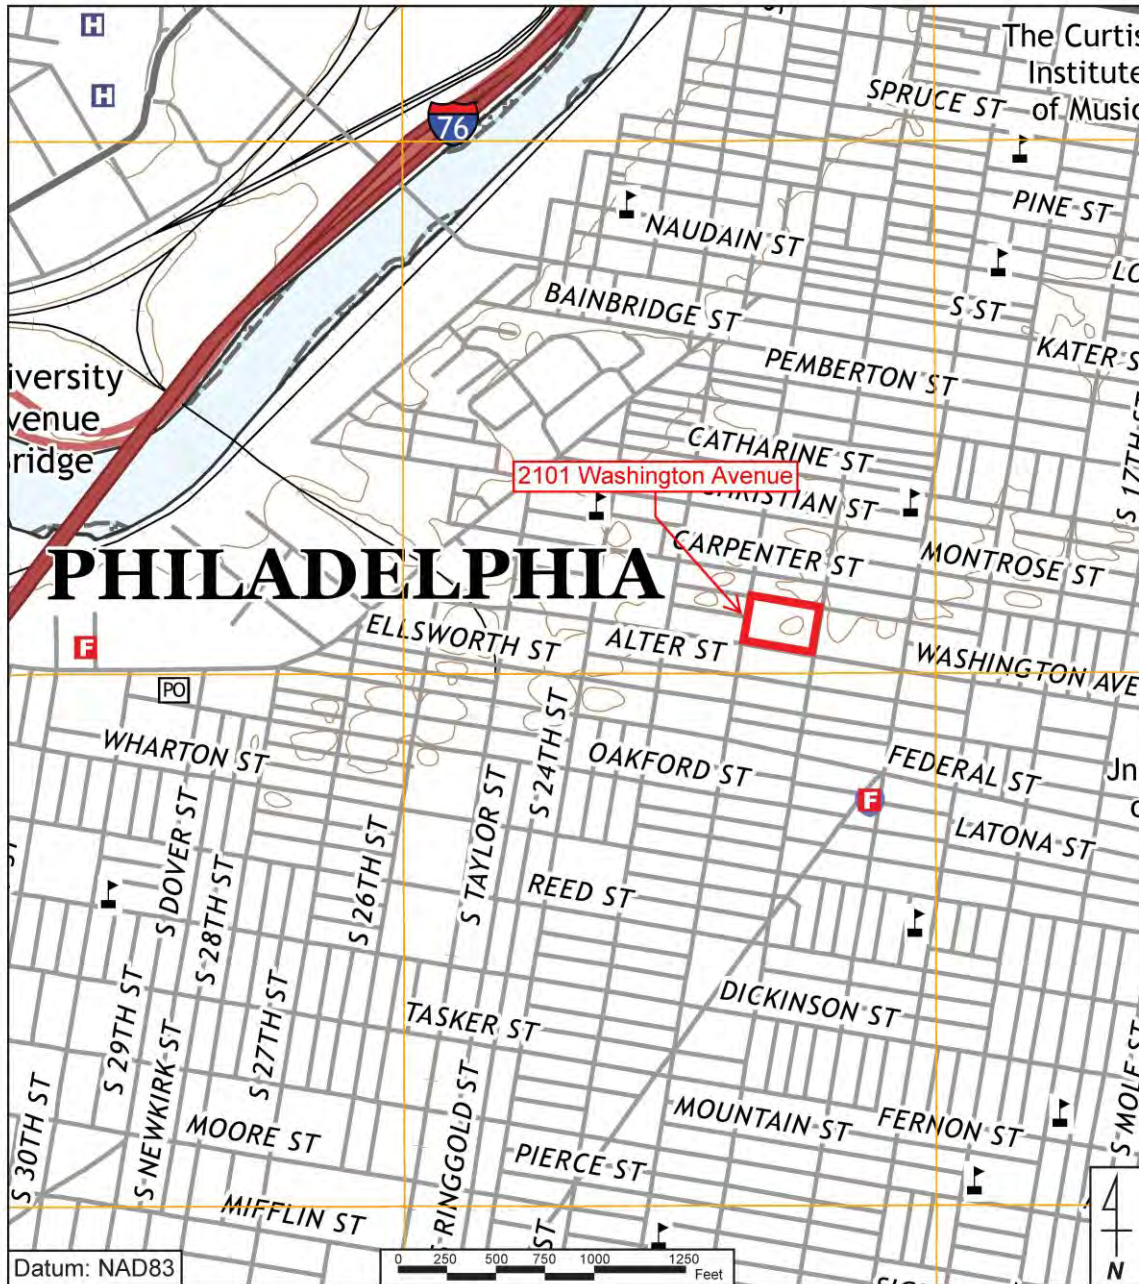 H
H
The Curtis
Institute
of Music
SPRUCE ST
76
PINE ST
NAUDAIN ST
LO
BAINBRIDGE ST
S ST
KATER S
PEMBERTON ST
iversity
venue
ridge
S 17TH S
CATHARINE ST
2101 Washington Avenue
CHRISTIAN ST
CARPENTER ST
MONTROSE ST
PHILADELPHIA
ELLSWORTH ST
ALTER ST
F
WASHINGTON AVE
PO
S 24TH ST
WHARTON ST
OAKFORD ST
FEDERAL ST
Jn
F
S DOVER ST
S TAYLOR ST
LATONA ST
S 26TH ST
S 28TH ST
REED ST
S 29TH ST
S 27TH ST
DICKINSON ST
TASKER ST
S NEWKIRK ST
S 30TH ST
RINGGOLD ST
S MOLE ST
MOORE ST
MOUNTAIN ST
FERNON ST
PIERCE ST
MIFFLIN ST
ST
Datum: NAD83
0 250 500 750 1000 1250
Feet
N